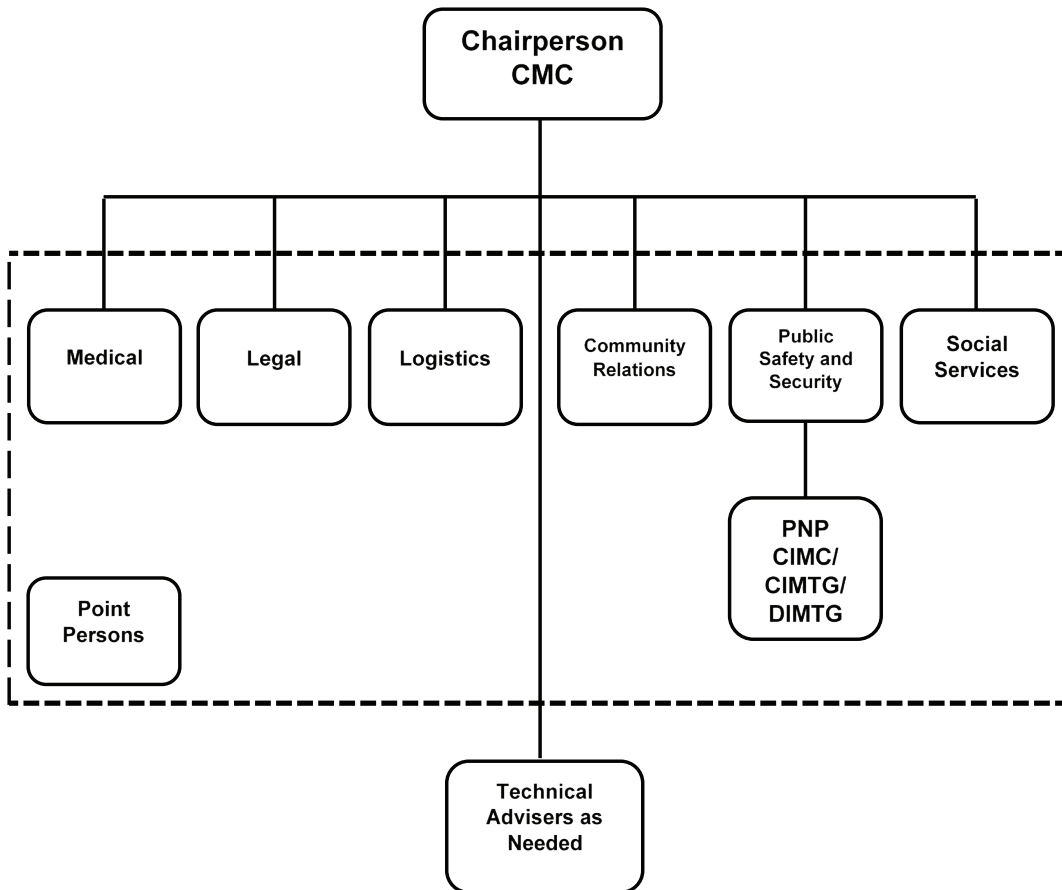 Chairperson
CMC
Medical
Legal
Logistics
Community
Relations
Public
Safety and
Security
Social
Services
PNP
CIMC/
CIMTG/
DIMTG
Point
Persons
Technical
Advisers as
Needed